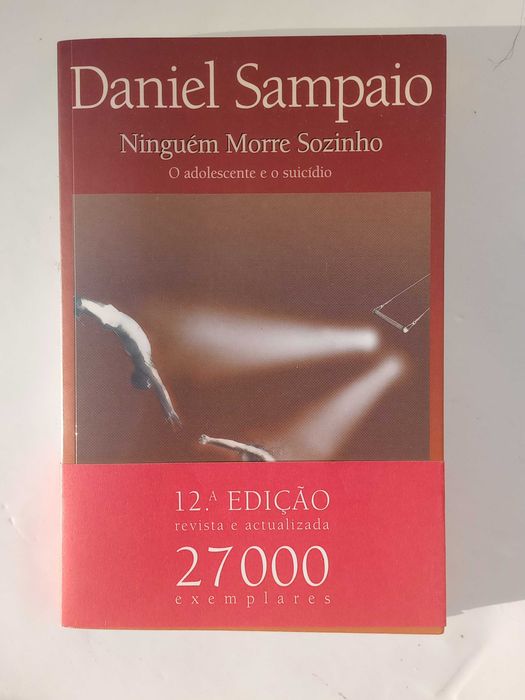 Daniel Sampaio
Ninguém Morre Sozinho
O adolescente e o suicídio
12.ª EDIÇÃO
revista e actualizada
27000
exemplares